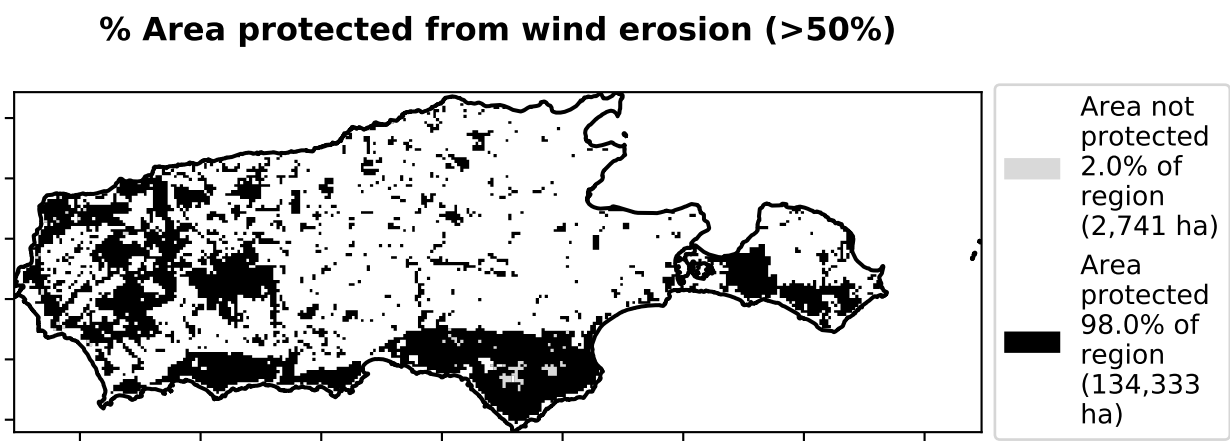 % Area protected from wind erosion (>50%)
Area not
protected
2.0% of
region
(2,741 ha)
Area
protected
98.0% of
region
(134,333
ha)